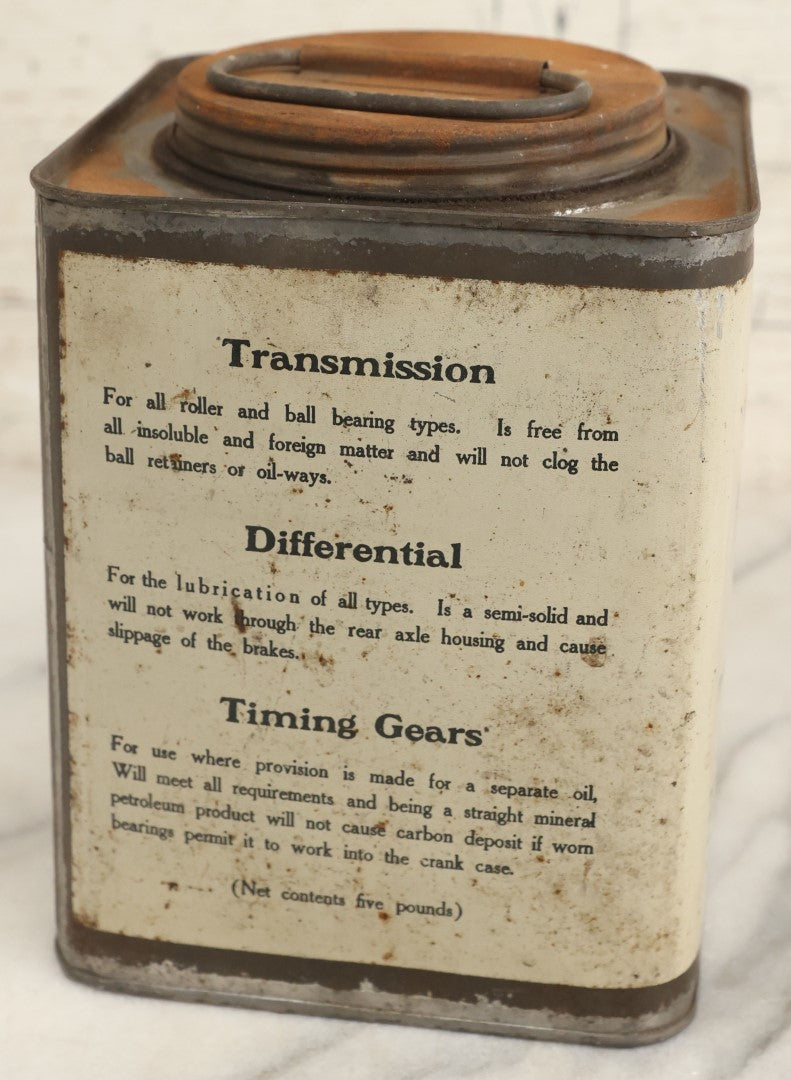 Transmission
For all roller and ball bearing types. Is free from
all insoluble and foreign matter and will not clog the
ball retainers or oil-ways.
Differential
For the lubrication of all types. Is a semi-solid and
will not work through the rear axle housing and cause
slippage of the brakes.
Timing Gears
For use where provision is made for a separate oil,
Will meet all requirements and being a straight mineral
petroleum product will not cause carbon deposit if worn
bearings permit it to work into the crank case.
(Net contents five pounds)